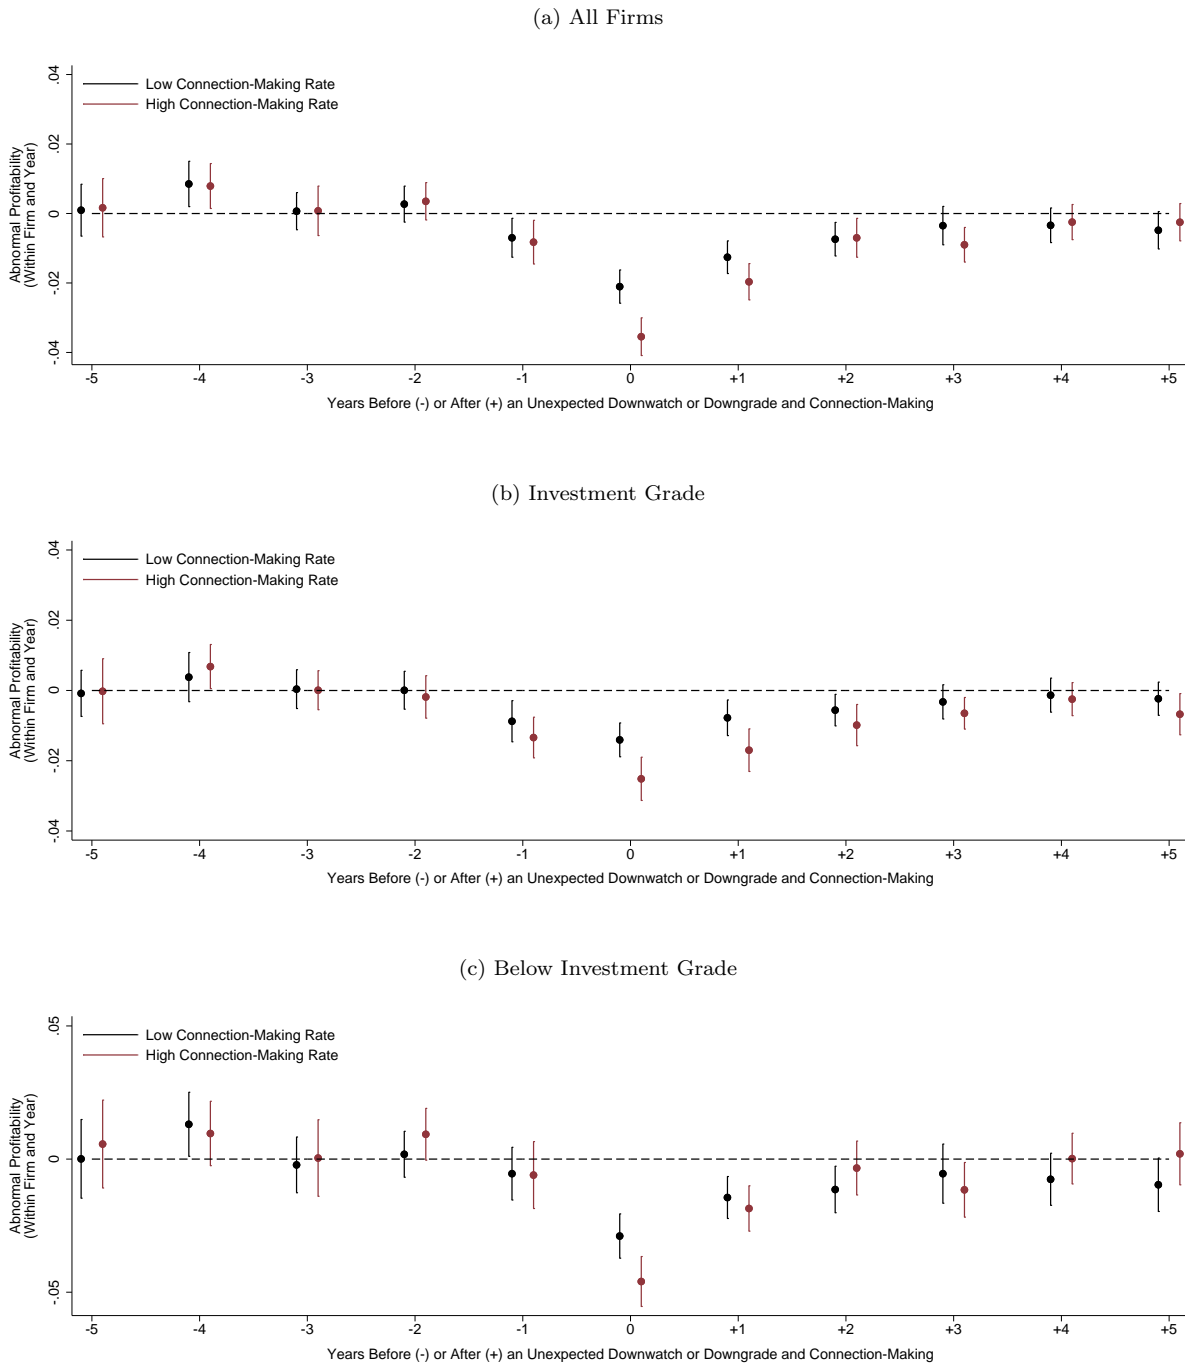 (a) All Firms
Low Connection-Making Rate
High Connection-Making Rate
Abnormal Profitability
(Within Firm and Year)
.04
.02
0
-.02
-.04
-5 -4 -3 -2 -1 0 +1 +2 +3 +4 +5
Years Before (-) or After (+) an Unexpected Downwatch or Downgrade and Connection-Making
(b) Investment Grade
Low Connection-Making Rate
High Connection-Making Rate
Abnormal Profitability
(Within Firm and Year)
.04
.02
0
-.02
-.04
-5 -4 -3 -2 -1 0 +1 +2 +3 +4 +5
Years Before (-) or After (+) an Unexpected Downwatch or Downgrade and Connection-Making
(c) Below Investment Grade
Low Connection-Making Rate
High Connection-Making Rate
Abnormal Profitability
(Within Firm and Year)
.05
0
-.05
-5 -4 -3 -2 -1 0 +1 +2 +3 +4 +5
Years Before (-) or After (+) an Unexpected Downwatch or Downgrade and Connection-Making